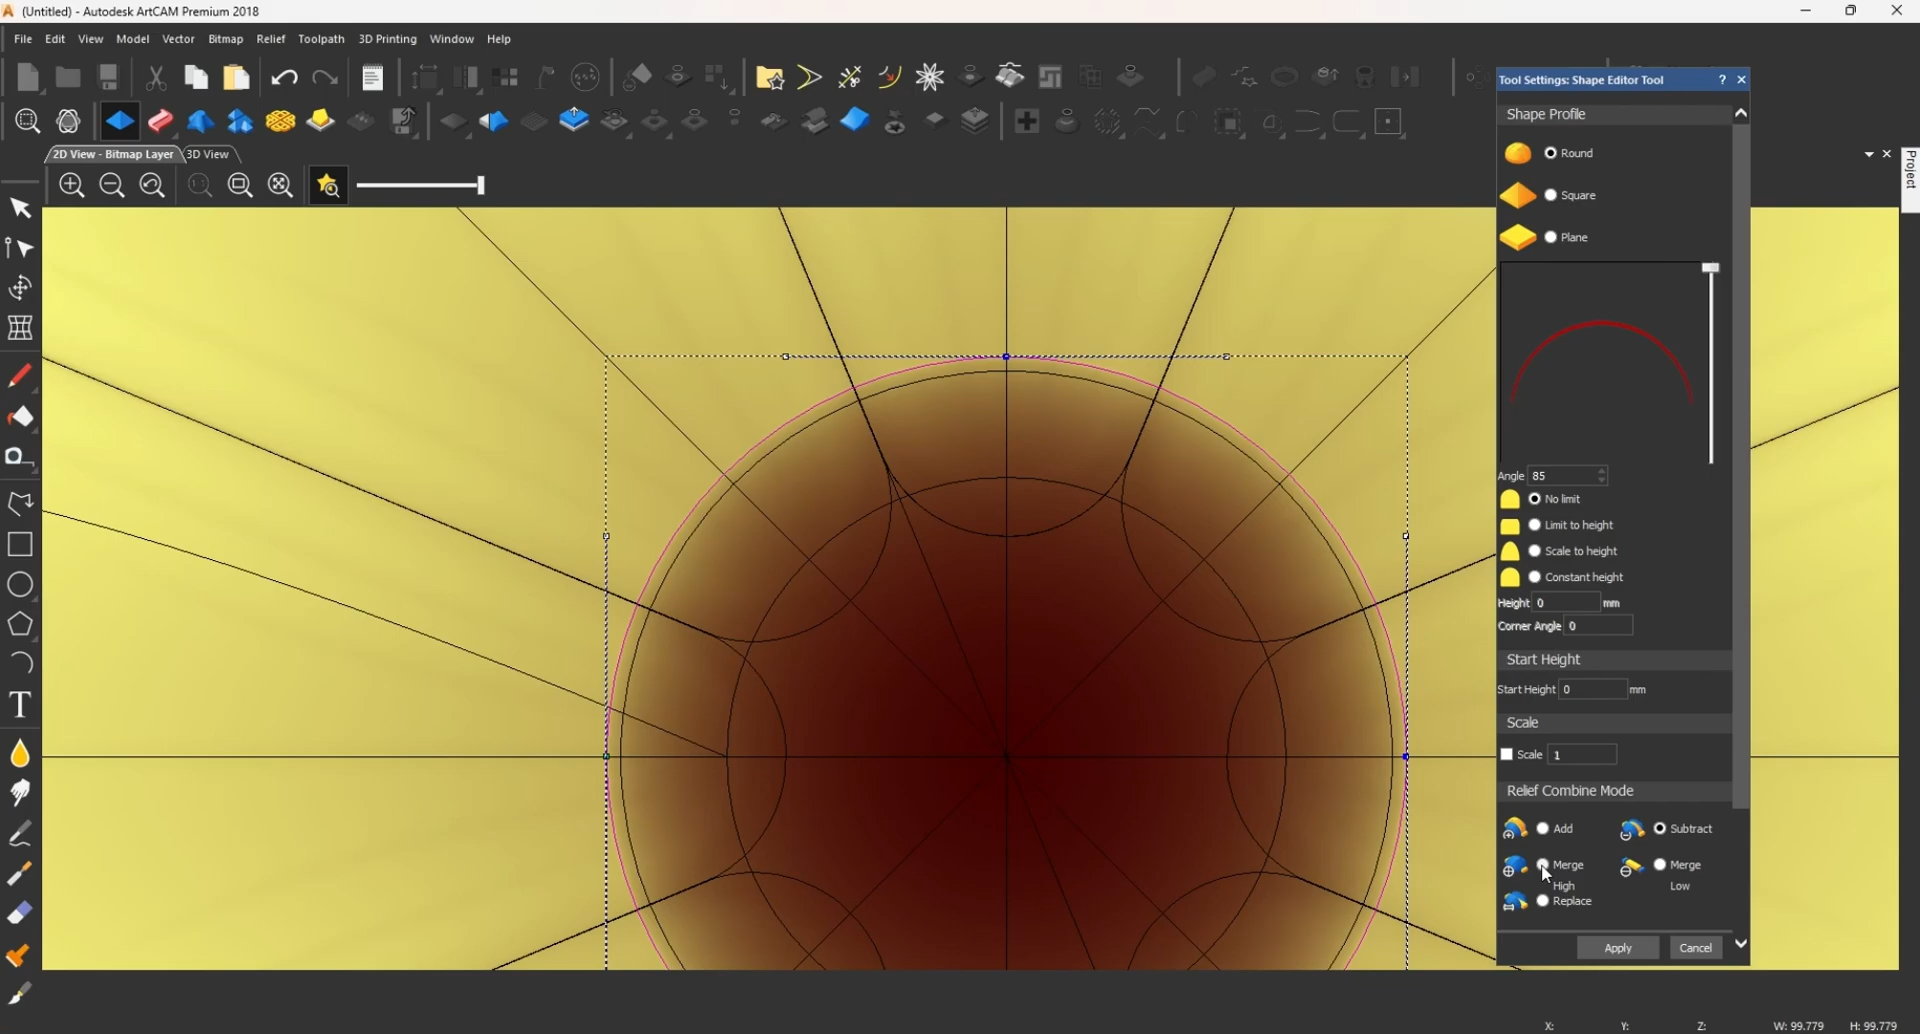 (Untitled) - Autodesk ArtCAM Premium 2018
File Edit View Model Vector Bitmap Relief Toolpath 3D Printing Window Help
Tool Settings: Shape Editor Tool ?
2D View - Bitmap Layer 3D View
Project
Shape Profile
Round
Square
Plane
Angle 85
No limit
Limit to height
Scale to height
Constant height
Height 0 mm
Corner Angle 0
Start Height
Start Height 0 mm
Scale
Scale 1
Relief Combine Mode
Add Subtract
Merge Merge
High Low
Replace
Apply Cancel
X: Y: Z: W: 99.779 H: 99.779